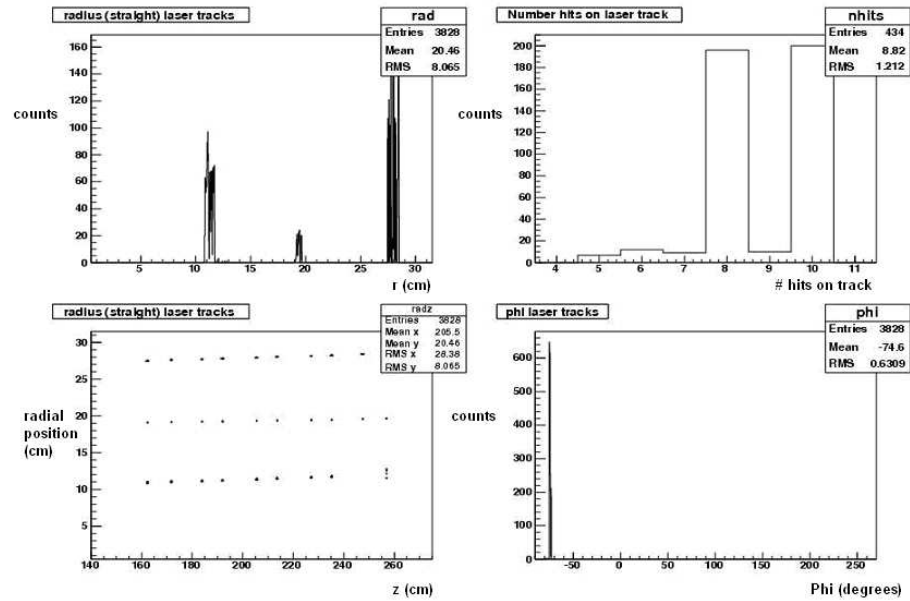 radius (straight) laser tracks
rad
Entries 3828
Mean 20.46
RMS 8.065
counts
160
140
120
100
80
60
40
20
0
5 10 15 20 25 30
r (cm)
Number hits on laser track
nhits
Entries 434
Mean 8.82
RMS 1.212
counts
200
180
160
140
120
100
80
60
40
20
0
4 5 6 7 8 9 10 11
# hits on track
radius (straight) laser tracks
radz
Entries 3828
Mean x 205.5
Mean y 20.46
RMS x 28.38
RMS y 8.065
radial
position
(cm)
30
25
20
15
10
5
140 160 180 200 220 240 260
z (cm)
phi laser tracks
phi
Entries 3828
Mean -74.6
RMS 0.6309
counts
600
500
400
300
200
100
0
-50 0 50 100 150 200 250
Phi (degrees)